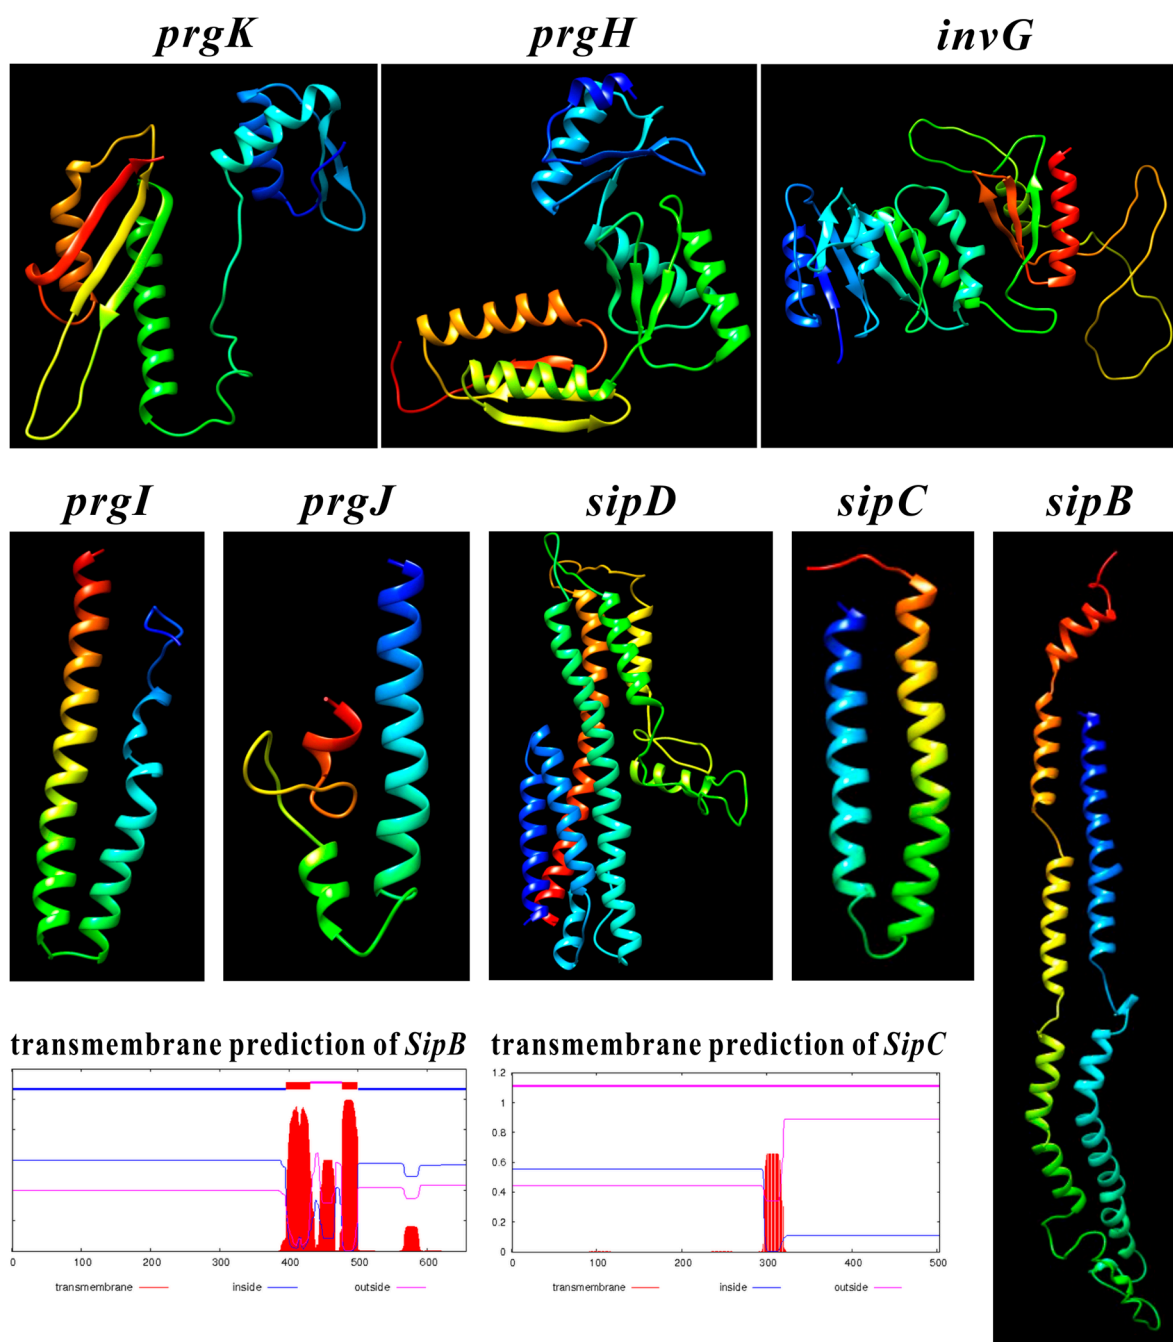 prgK prgH invG
prgI prgJ sipD sipC sipB
transmembrane prediction of SipB
0 100 200 300 400 500 600
transmembrane inside outside
transmembrane prediction of SipC
1.2
1
0.8
0.6
0.4
0.2
0
0 100 200 300 400 500
transmembrane inside outside